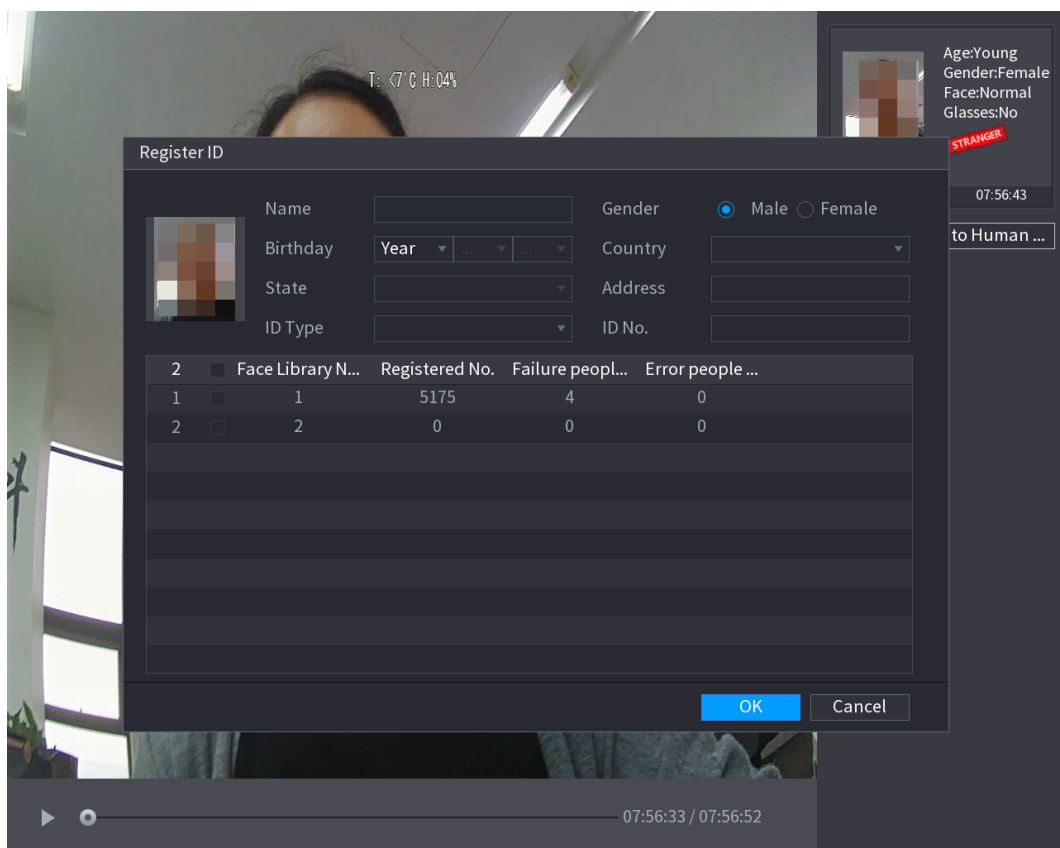 T: <7°C H:04%
Age:Young
Gender:Female
Face:Normal
Glasses:No
STRANGER
07:56:43
to Human ...
Register ID
Name
Gender
Male
Female
Birthday
Year
...
...
Country
State
Address
ID Type
ID No.
2 Face Library N... Registered No. Failure peopl... Error people ...
1 1 5175 4 0
2 2 0 0 0
OK
Cancel
07:56:33 / 07:56:52